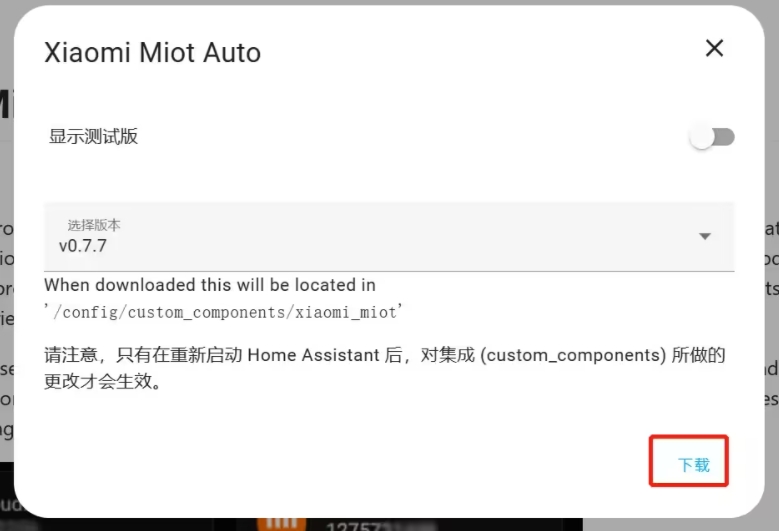 Xiaomi Miot Auto
显示测试版
选择版本
v0.7.7
When downloaded this will be located in
'/config/custom_components/xiaomi_miot'
请注意，只有在重新启动 Home Assistant 后，对集成 (custom_components) 所做的
更改才会生效。
下载